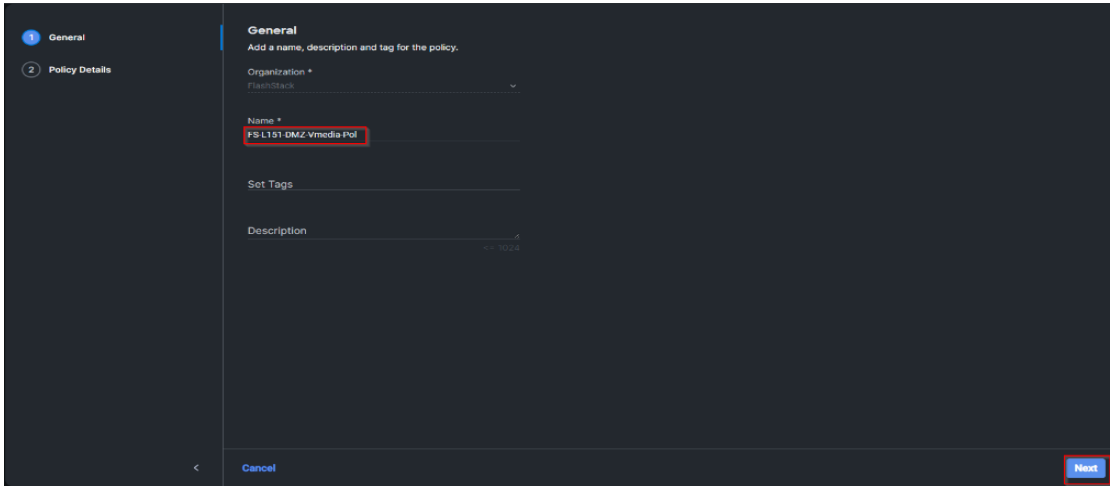 1 General
2 Policy Details
General
Add a name, description and tag for the policy.
Organization *
FlashStack
Name *
FS-L151-DMZ-Vmedia-Pol
Set Tags
Description
<= 1024
<
Cancel
Next